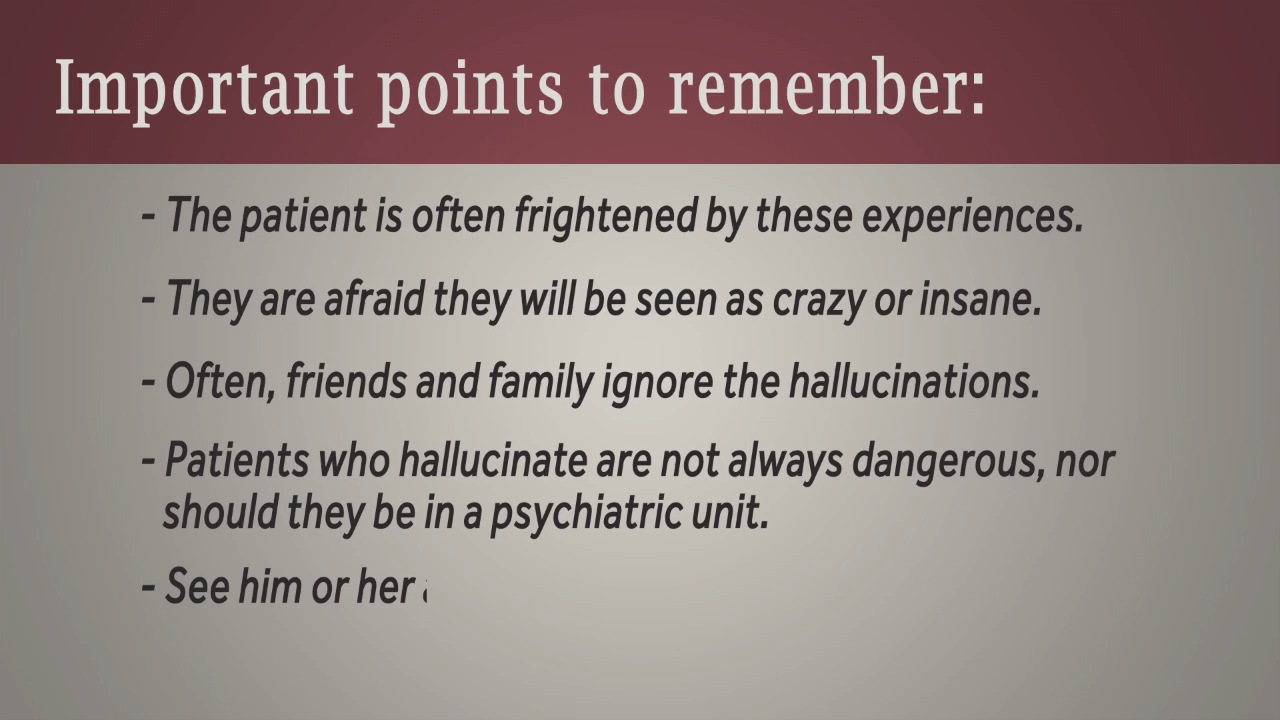 Important points to remember:
- The patient is often frightened by these experiences.
- They are afraid they will be seen as crazy or insane.
- Often, friends and family ignore the hallucinations.
- Patients who hallucinate are not always dangerous, nor
should they be in a psychiatric unit.
- See him or her